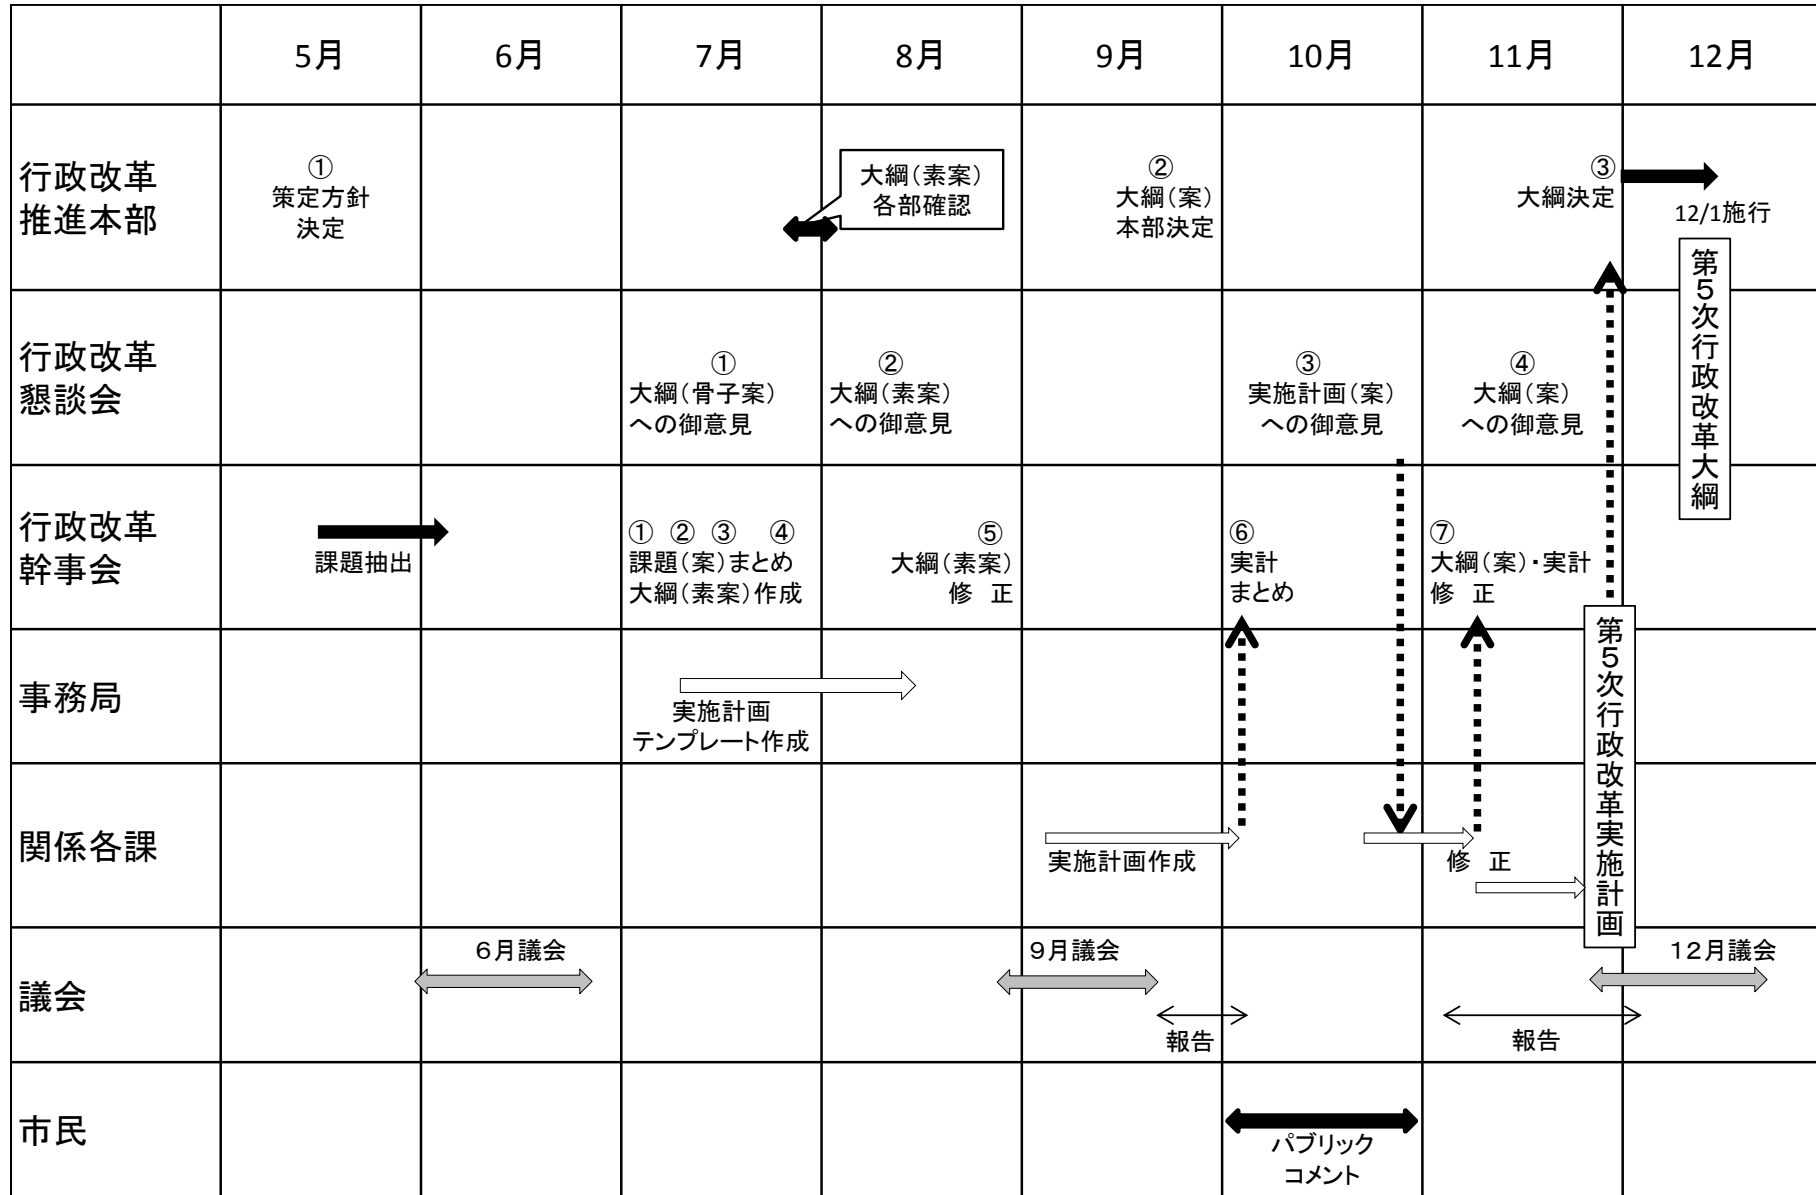 5月
6月
7月
8月
9月
10月
11月
12月
行政改革
推進本部
①
策定方針
決定
大綱（素案）
各部確認
②
大綱（案）
本部決定
③
大綱決定
12/1施行
第５次行政改革大綱
行政改革
懇談会
①
大綱（骨子案）
への御意見
②
大綱（素案）
への御意見
③
実施計画（案）
への御意見
④
大綱（案）
への御意見
行政改革
幹事会
課題抽出
① ② ③ ④
課題（案）まとめ
大綱（素案）作成
⑤
大綱（素案）
修 正
⑥
実計
まとめ
⑦
大綱（案）・実計
修 正
第５次行政改革実施計画
事務局
実施計画
テンプレート作成
関係各課
実施計画作成
修 正
議会
６月議会
９月議会
報告
報告
１２月議会
市民
パブリック
コメント